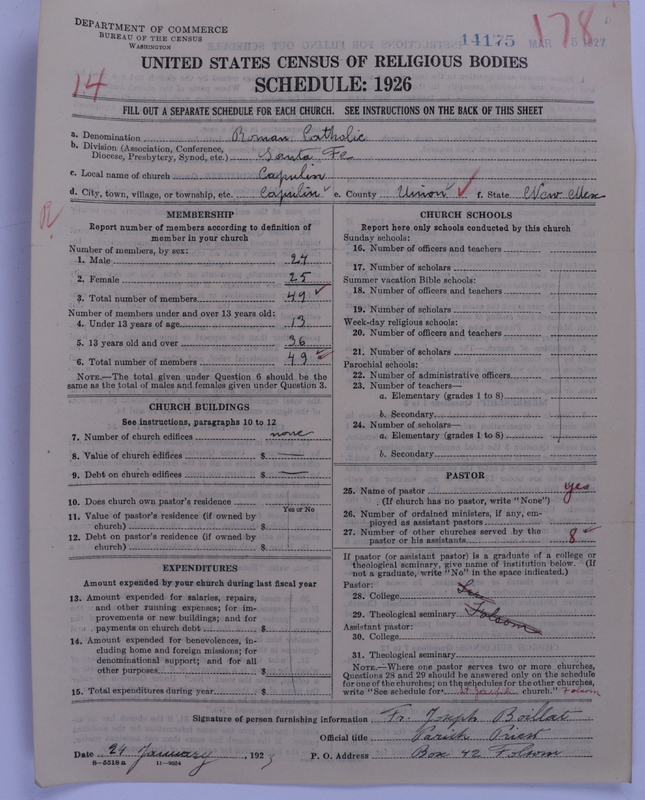 DEPARTMENT OF COMMERCE
BUREAU OF THE CENSUS
WASHINGTON
14175
178
14
UNITED STATES CENSUS OF RELIGIOUS BODIES
SCHEDULE: 1926
FILL OUT A SEPARATE SCHEDULE FOR EACH CHURCH. SEE INSTRUCTIONS ON THE BACK OF THIS SHEET
a. Denomination Roman Catholic
b. Division (Association, Conference, Diocese, Presbytery, Synod, etc.) Santa Fe
c. Local name of church Capulin
d. City, town, village, or township, etc. Capulin e. County Union f. State New Mex
MEMBERSHIP
Report number of members according to definition of
member in your church
Number of members, by sex:
1. Male 24
2. Female 25
3. Total number of members 49
Number of members under and over 13 years old:
4. Under 13 years of age 13
5. 13 years old and over 36
6. Total number of members 49
NOTE.—The total given under Question 6 should be the
same as the total of males and females given under Question 3.
CHURCH BUILDINGS
See instructions, paragraphs 10 to 12
7. Number of church edifices none
8. Value of church edifices $
9. Debt on church edifices $
10. Does church own pastor's residence
Yes or No
11. Value of pastor's residence (if owned by
church) $
12. Debt on pastor's residence (if owned by
church) $
EXPENDITURES
Amount expended by your church during last fiscal year
13. Amount expended for salaries, repairs,
and other running expenses; for im-
provements or new buildings; and for
payments on church debt $
14. Amount expended for benevolences, in-
cluding home and foreign missions; for
denominational support; and for all
other purposes $
15. Total expenditures during year $
CHURCH SCHOOLS
Report here only schools conducted by this church
Sunday schools:
16. Number of officers and teachers
17. Number of scholars
Summer vacation Bible schools:
18. Number of officers and teachers
19. Number of scholars
Week-day religious schools:
20. Number of officers and teachers
21. Number of scholars
Parochial schools:
22. Number of administrative officers
23. Number of teachers—
a. Elementary (grades 1 to 8)
b. Secondary
24. Number of scholars—
a. Elementary (grades 1 to 8)
b. Secondary
PASTOR
25. Name of pastor yes
(If church has no pastor, write "None")
26. Number of ordained ministers, if any, em-
ployed as assistant pastors
27. Number of other churches served by the
pastor or his assistants 8
If pastor (or assistant pastor) is a graduate of a college or
theological seminary, give name of institution below. (If
not a graduate, write "No" in the space indicated.)
Pastor:
28. College
29. Theological seminary Folsom
Assistant pastor:
30. College
31. Theological seminary
NOTE.—Where one pastor serves two or more churches,
Questions 28 and 29 should be answered only on the schedule
for one of the churches; on the schedules for the other churches,
write "See schedule for St Joseph church." Folsom
Signature of person furnishing information Fr. Joseph Boillat
Official title Parish Priest
Date 24 January, 192
P. O. Address Box 42 Folsom
8—5518a 11—9524